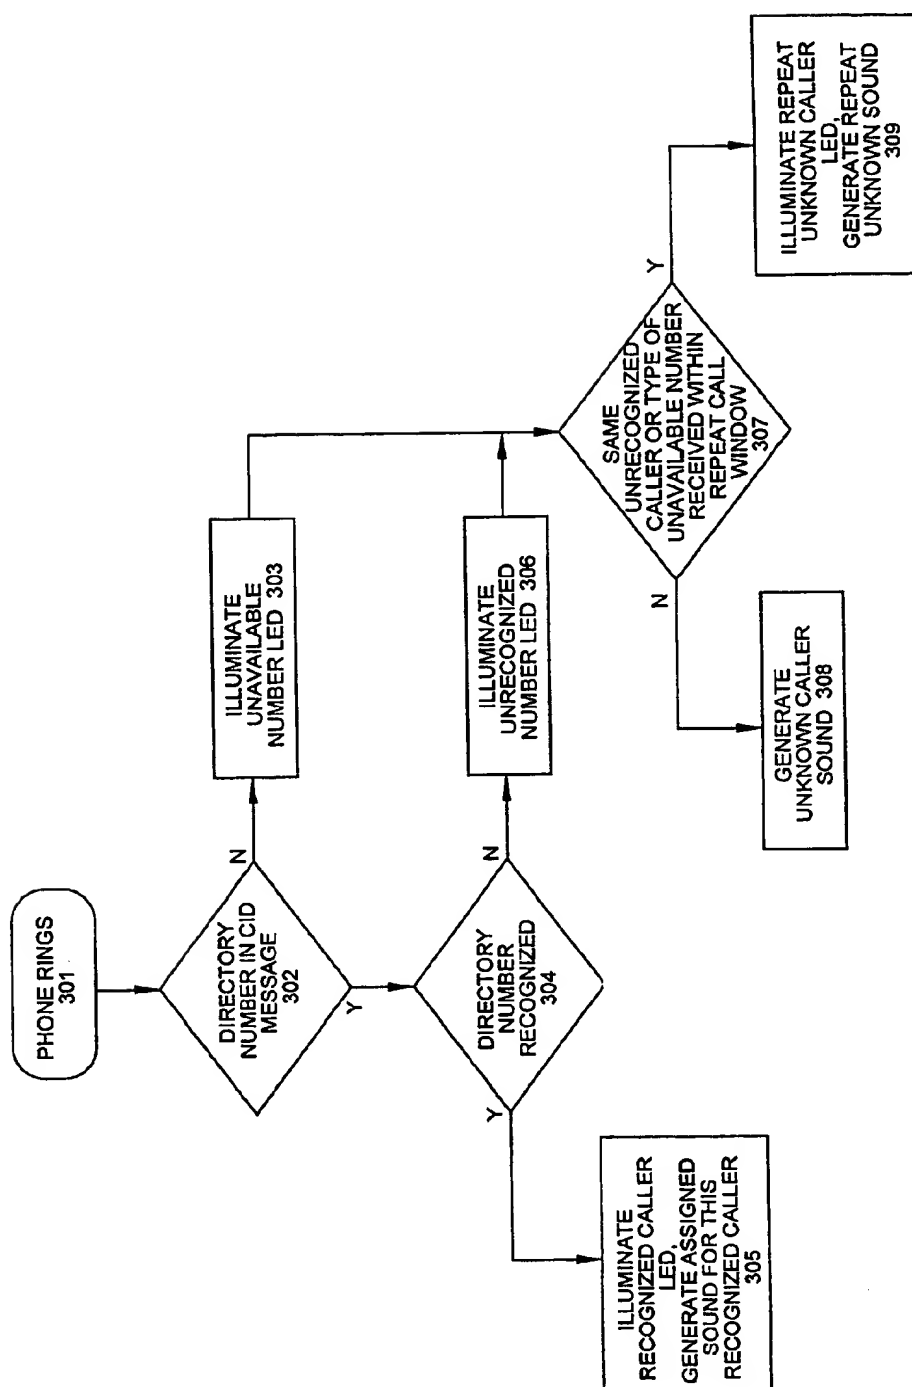 PHONE RINGS
301
DIRECTORY
NUMBER IN CID
MESSAGE
302
N
Y
ILLUMINATE
UNAVAILABLE
NUMBER LED 303
DIRECTORY
NUMBER
RECOGNIZED
304
Y
N
ILLUMINATE
RECOGNIZED CALLER
LED,
GENERATE ASSIGNED
SOUND FOR THIS
RECOGNIZED CALLER
305
ILLUMINATE
UNRECOGNIZED
NUMBER LED 306
SAME
UNRECOGNIZED
CALLER OR TYPE OF
UNAVAILABLE NUMBER
RECEIVED WITHIN
REPEAT CALL
WINDOW
307
N
Y
GENERATE
UNKNOWN CALLER
SOUND 308
ILLUMINATE REPEAT
UNKNOWN CALLER
LED,
GENERATE REPEAT
UNKNOWN SOUND
309